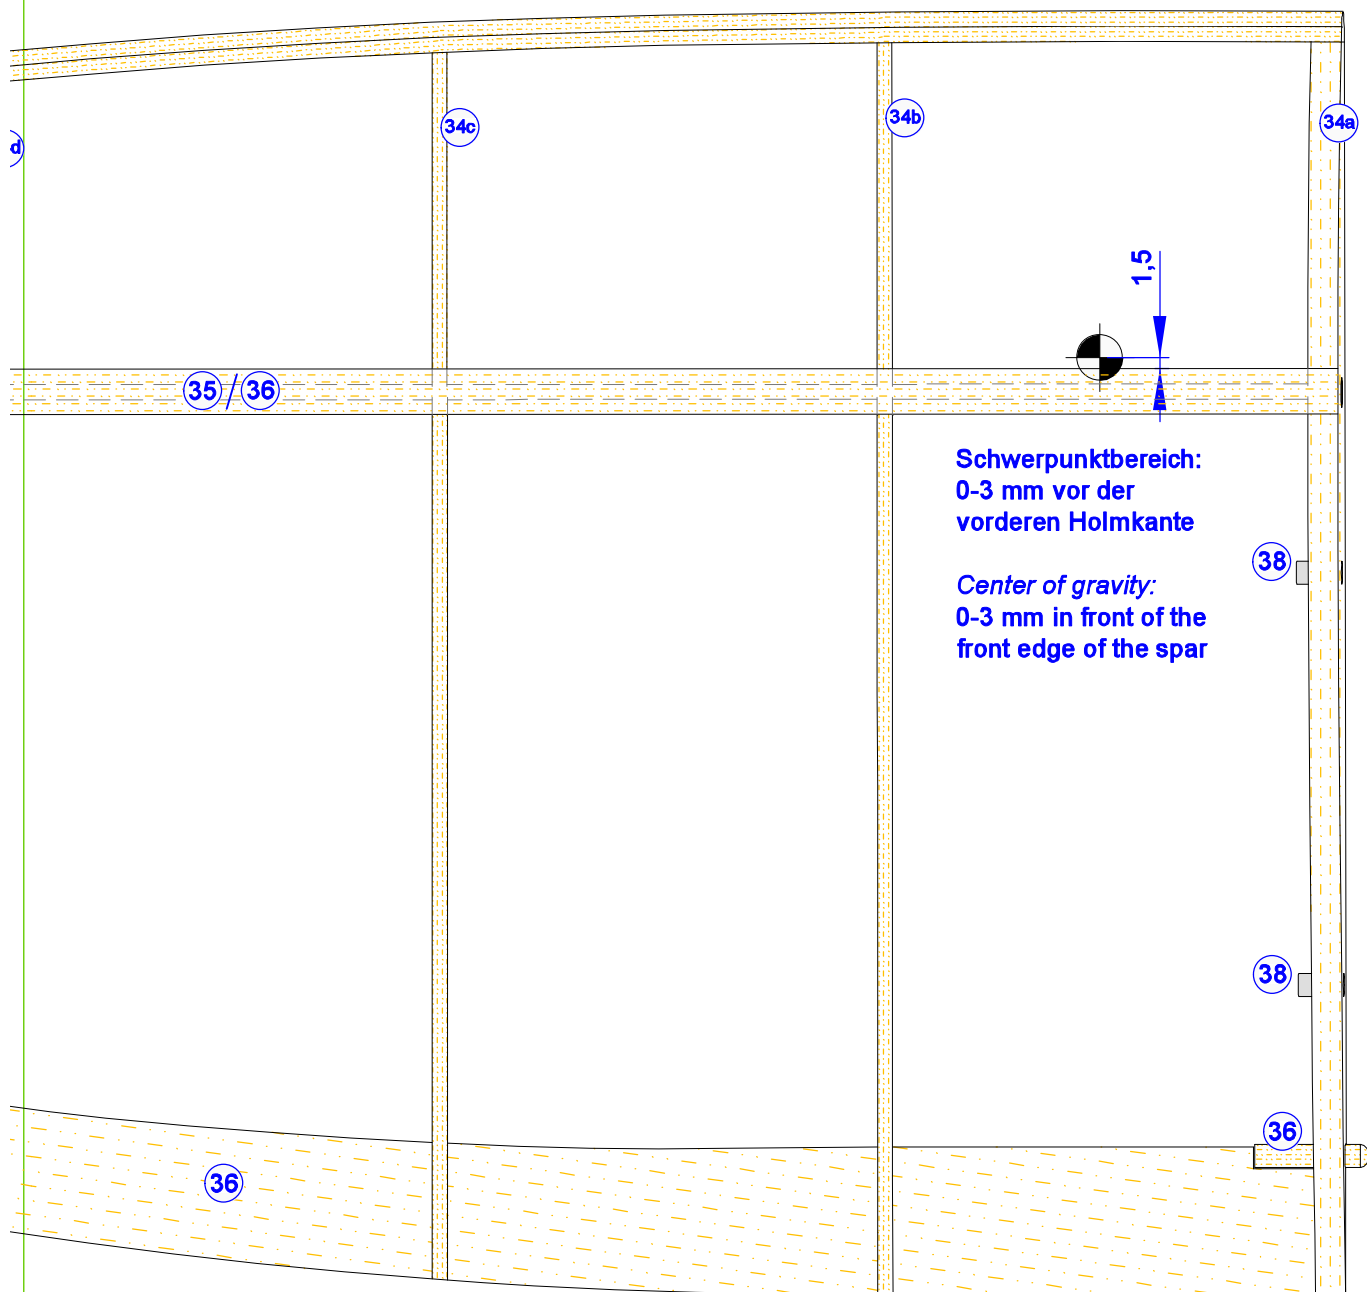 34c
34b
34a
d
1,5
35 / 36
Schwerpunktbereich:
0-3 mm vor der
vorderen Holmkante
38
Center of gravity:
0-3 mm in front of the
front edge of the spar
38
36
36